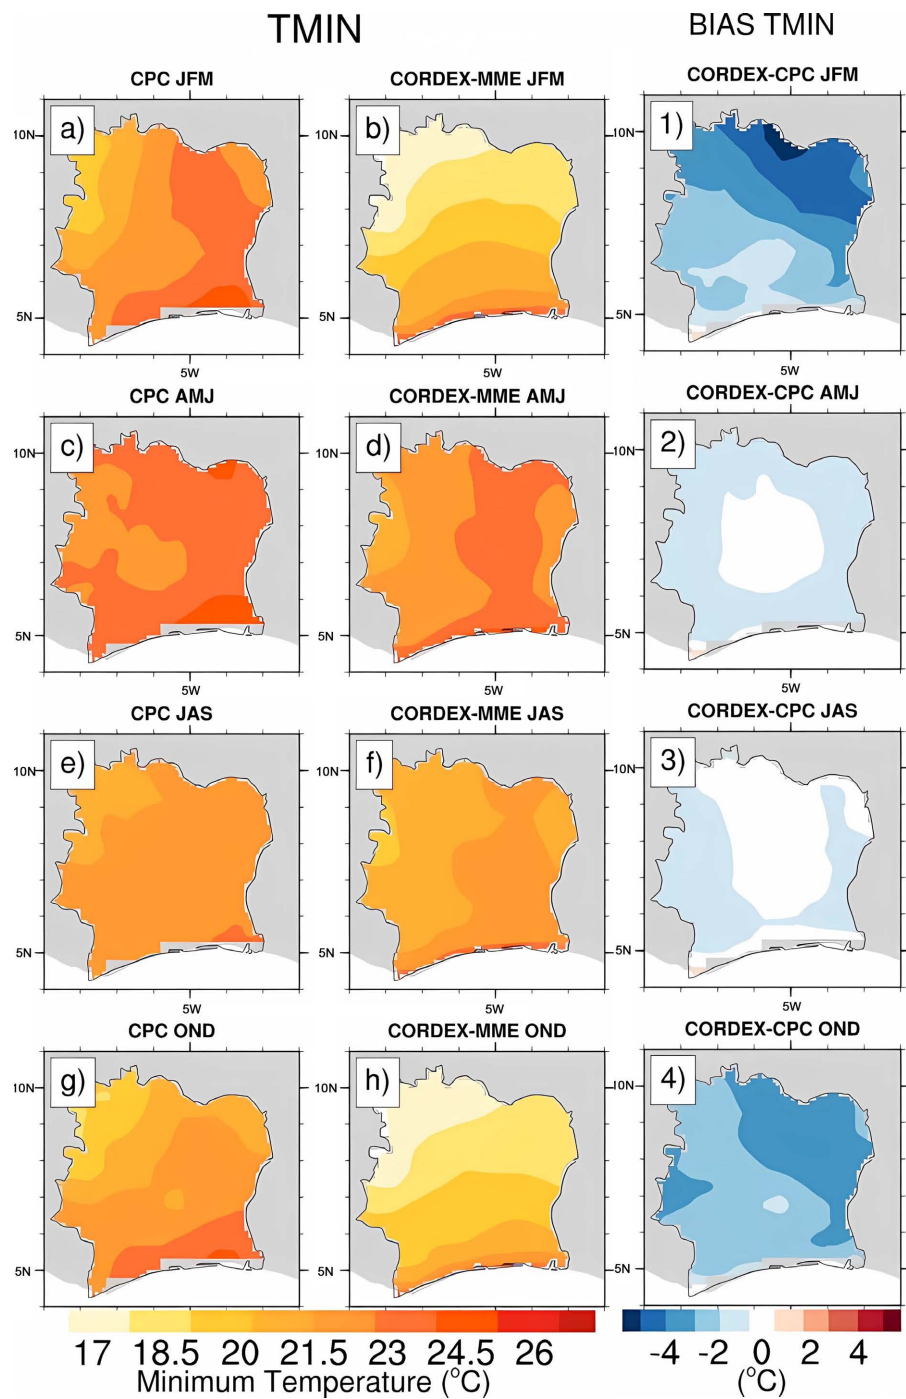 TMIN
BIAS TMIN
CPC JFM
CORDEX-MME JFM
CORDEX-CPC JFM
a)
b)
1)
10N
10N
10N
5N
5N
5N
5W
5W
5W
CPC AMJ
CORDEX-MME AMJ
CORDEX-CPC AMJ
c)
d)
2)
10N
10N
10N
5N
5N
5N
5W
5W
5W
CPC JAS
CORDEX-MME JAS
CORDEX-CPC JAS
e)
f)
3)
10N
10N
10N
5N
5N
5N
5W
5W
5W
CPC OND
CORDEX-MME OND
CORDEX-CPC OND
g)
h)
4)
10N
10N
10N
5N
5N
5N
17 18.5 20 21.5 23 24.5 26
-4 -2 0 2 4
Minimum Temperature (°C)
(°C)